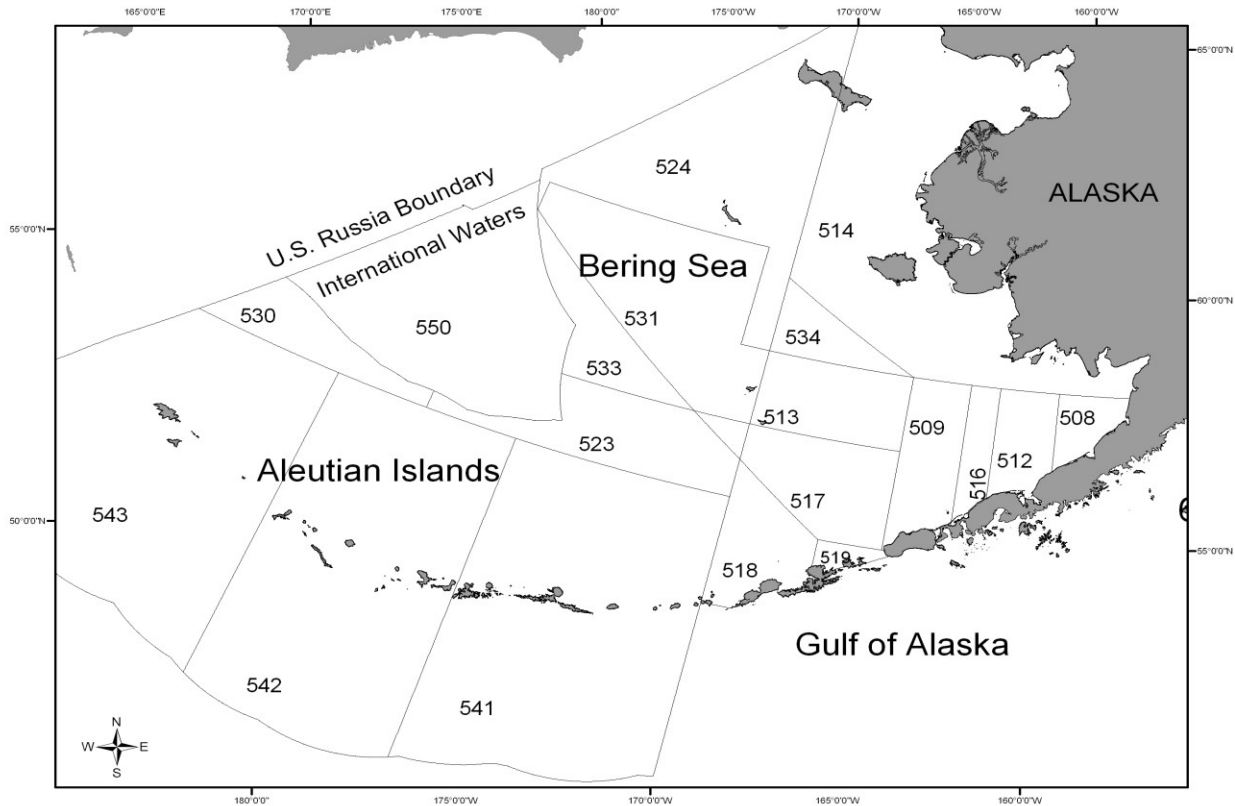 165°0'0"E
170°0'0"E
175°0'0"E
180°0'0"
175°0'0"W
170°0'0"W
165°0'0"W
160°0'0"W
65°0'0"N
524
ALASKA
U.S. Russia Boundary
International Waters
514
55°0'0"N
Bering Sea
60°0'0"N
530
550
531
534
533
513
508
509
523
512
516
Aleutian Islands
517
543
50°0'0"N
55°0'0"N
519
518
Gulf of Alaska
542
541
N
W
E
S
180°0'0"
175°0'0"W
170°0'0"W
165°0'0"W
160°0'0"W